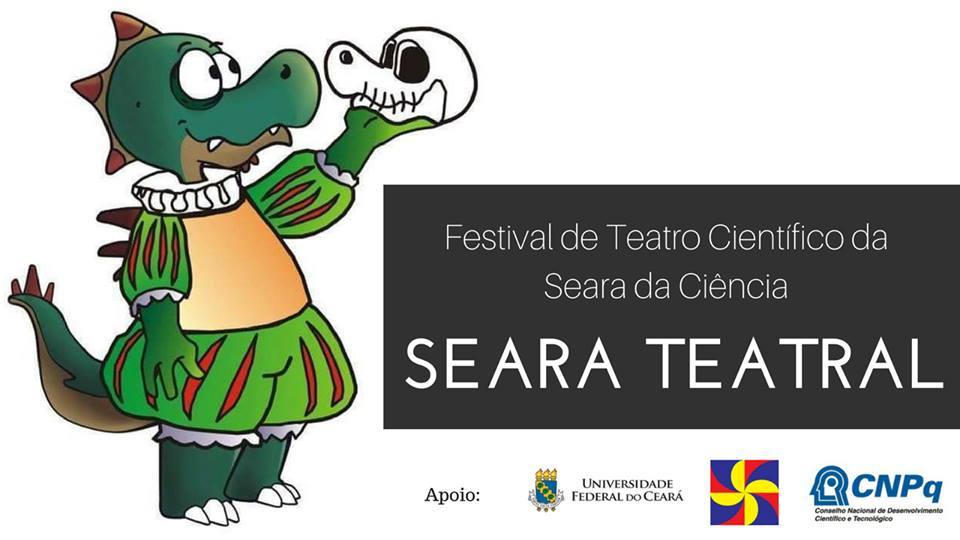 Festival de Teatro Científico da
Seara da Ciência
SEARA TEATRAL
Apoio:
UNIVERSIDADE
FEDERAL DO CEARÁ
CNPq
Conselho Nacional de Desenvolvimento
Científico e Tecnológico